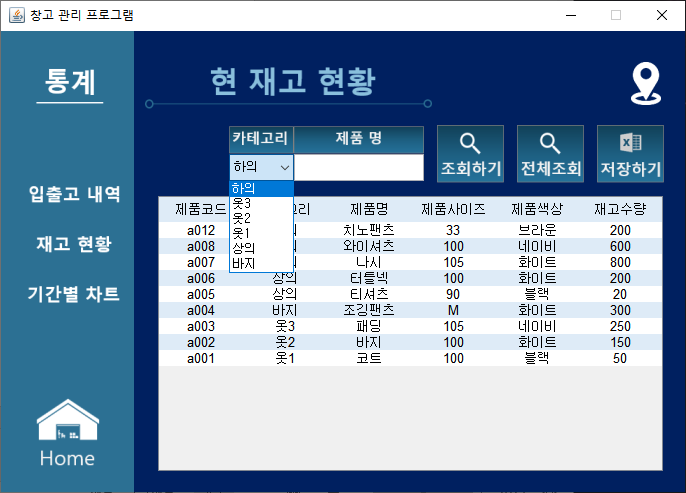 창고 관리 프로그램
통계
입출고 내역
재고 현황
기간별 차트
Home
현 재고 현황
카테고리 제품 명
하의
조회하기 전체조회 저장하기
하의
옷3
옷2
옷1
상의
바지
제품코드 리 제품명 제품사이즈 제품색상 재고수량
a012 치노팬츠 33 브라운 200
a008 와이셔츠 100 네이비 600
a007 나시 105 화이트 800
a006 상의 터틀넥 100 화이트 200
a005 상의 티셔츠 90 블랙 20
a004 바지 조깅팬츠 M 화이트 300
a003 옷3 패딩 105 네이비 250
a002 옷2 바지 100 화이트 150
a001 옷1 코트 100 블랙 50